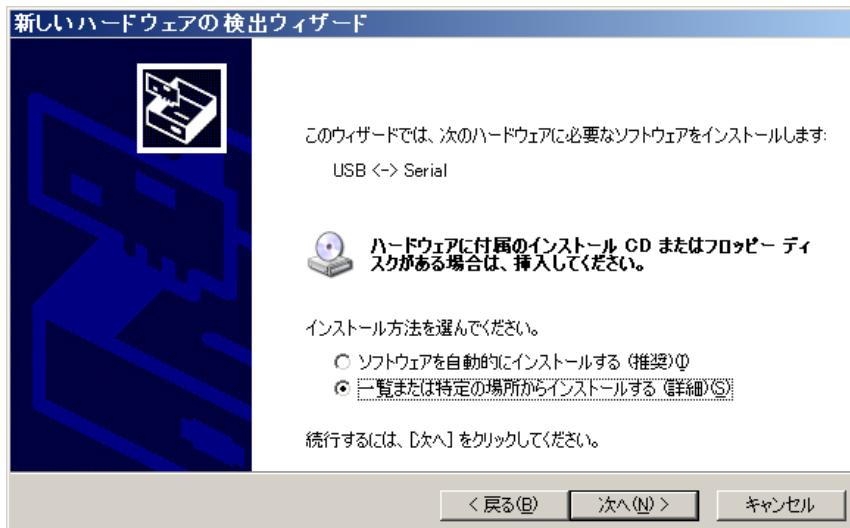 新しいハードウェアの検出ウィザード
このウィザードでは、次のハードウェアに必要なソフトウェアをインストールします:
USB <-> Serial
ハードウェアに付属のインストール CD またはフロッピー ディ
スクがある場合は、挿入してください。
インストール方法を選んでください。
ソフトウェアを自動的にインストールする (推奨)(I)
一覧または特定の場所からインストールする (詳細)(S)
続行するには、[次へ] をクリックしてください。
< 戻る(B)  次へ(N) >  キャンセル